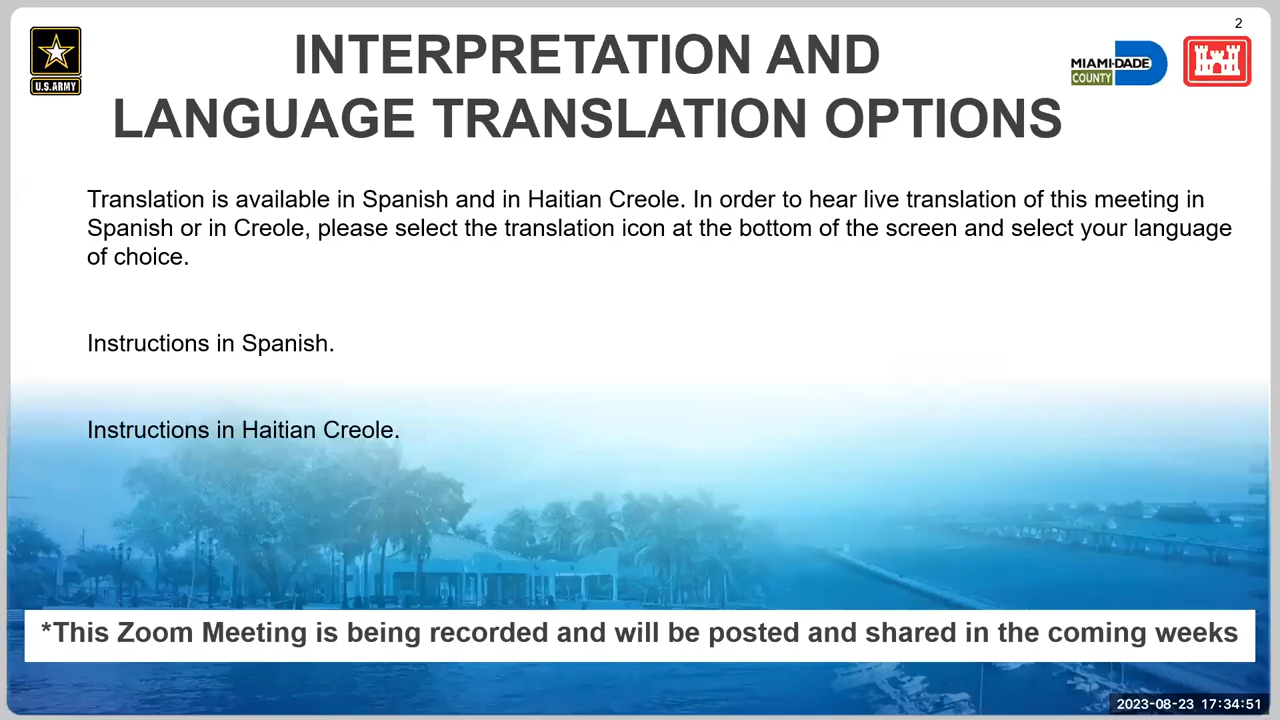 2
U.S.ARMY
MIAMI-DADE
COUNTY
INTERPRETATION AND
LANGUAGE TRANSLATION OPTIONS
Translation is available in Spanish and in Haitian Creole. In order to hear live translation of this meeting in
Spanish or in Creole, please select the translation icon at the bottom of the screen and select your language
of choice.
Instructions in Spanish.
Instructions in Haitian Creole.
*This Zoom Meeting is being recorded and will be posted and shared in the coming weeks
2023-08-23 17:34:51